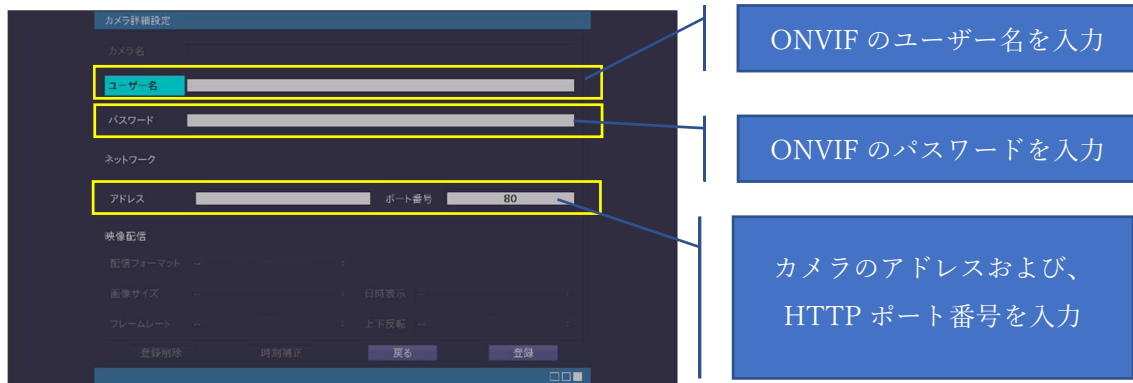 カメラ詳細設定
カメラ名
ユーザー名
パスワード
ネットワーク
アドレス ポート番号 80
映像配信
配信フォーマット --
画像サイズ -- 日時表示 --
フレームレート -- 上下反転 --
登録削除 時刻補正 戻る 登録
ONVIF のユーザー名を入力
ONVIF のパスワードを入力
カメラのアドレスおよび、
HTTP ポート番号を入力